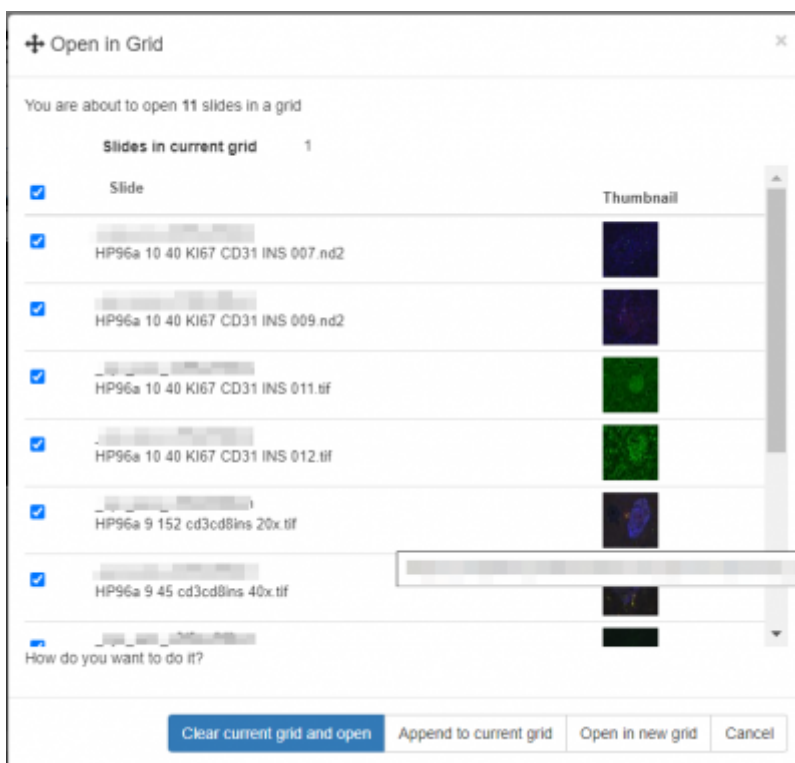 Open in Grid
×
You are about to open 11 slides in a grid
Slides in current grid 1
Slide Thumbnail
HP96a 10 40 KI67 CD31 INS 007.nd2
HP96a 10 40 KI67 CD31 INS 009.nd2
HP96a 10 40 KI67 CD31 INS 011.tif
HP96a 10 40 KI67 CD31 INS 012.tif
HP96a 9 152 cd3cd8ins 20x.tif
HP96a 9 45 cd3cd8ins 40x.tif
How do you want to do it?
Clear current grid and open Append to current grid Open in new grid Cancel